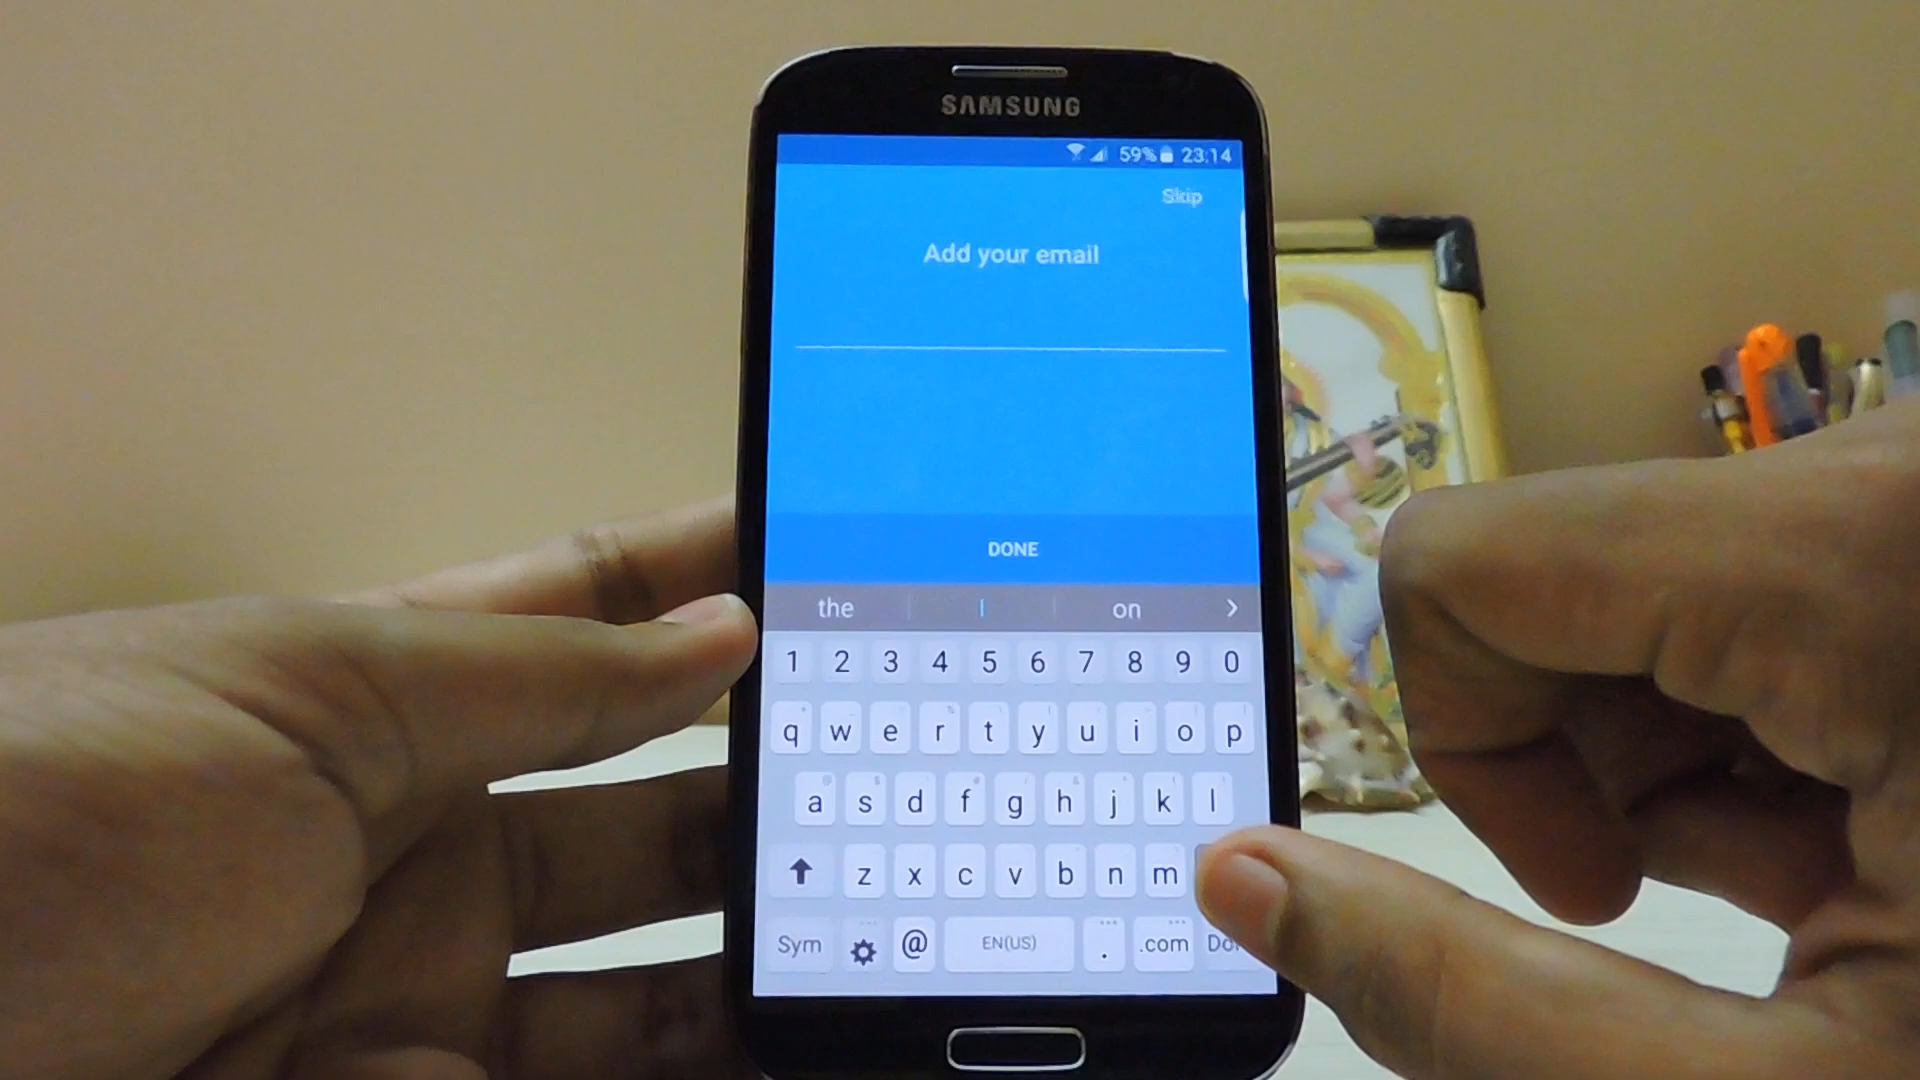 SAMSUNG
59% 23:14
Skip
Add your email
DONE
the I on >
1 2 3 4 5 6 7 8 9 0
q w e r t y u i o p
a s d f g h j k l
z x c v b n m
Sym @ EN(US) . .com